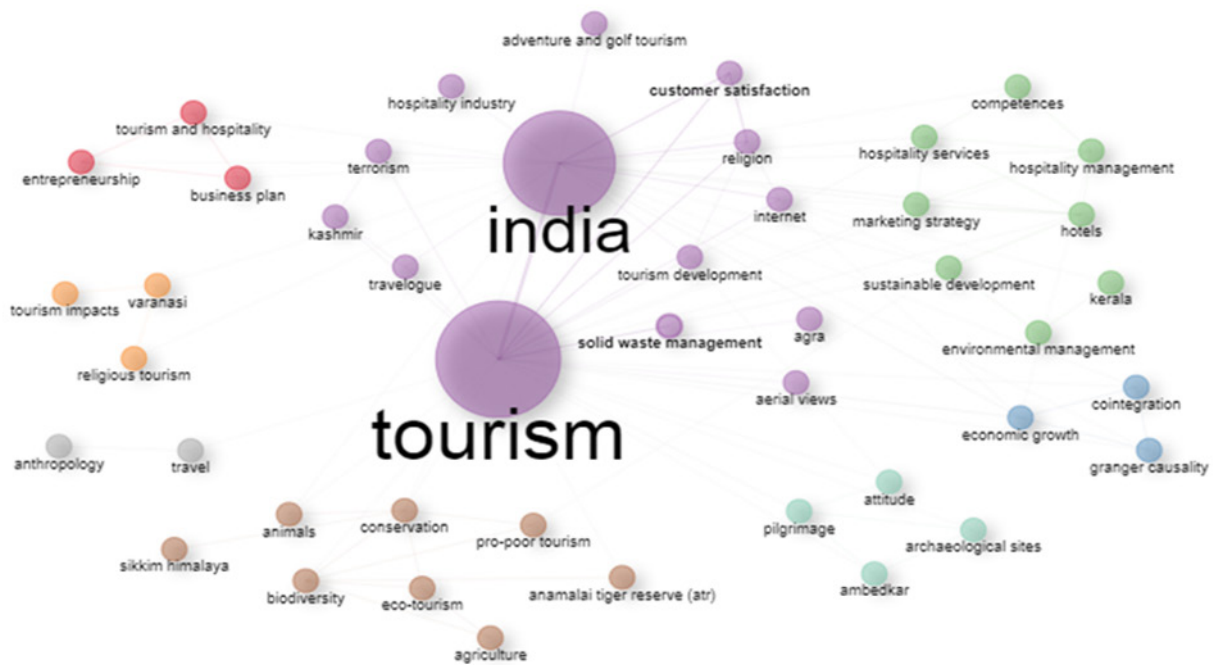 adventure and golf tourism
customer satisfaction
hospitality industry
competences
tourism and hospitality
hospitality services
religion
terrorism
hospitality management
entrepreneurship
business plan
india
internet
marketing strategy
hotels
kashmir
tourism development
travelogue
sustainable development
kerala
tourism impacts
varanasi
solid waste management
agra
environmental management
religious tourism
aerial views
cointegration
tourism
economic growth
anthropology
travel
granger causality
attitude
animals
conservation
pilgrimage
pro-poor tourism
archaeological sites
sikkim himalaya
biodiversity
eco-tourism
anamalai tiger reserve (atr)
ambedkar
agriculture